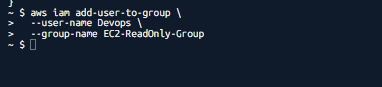 }
~ $ aws iam add-user-to-group \
>   --user-name Devops \
>   --group-name EC2-ReadOnly-Group
~ $